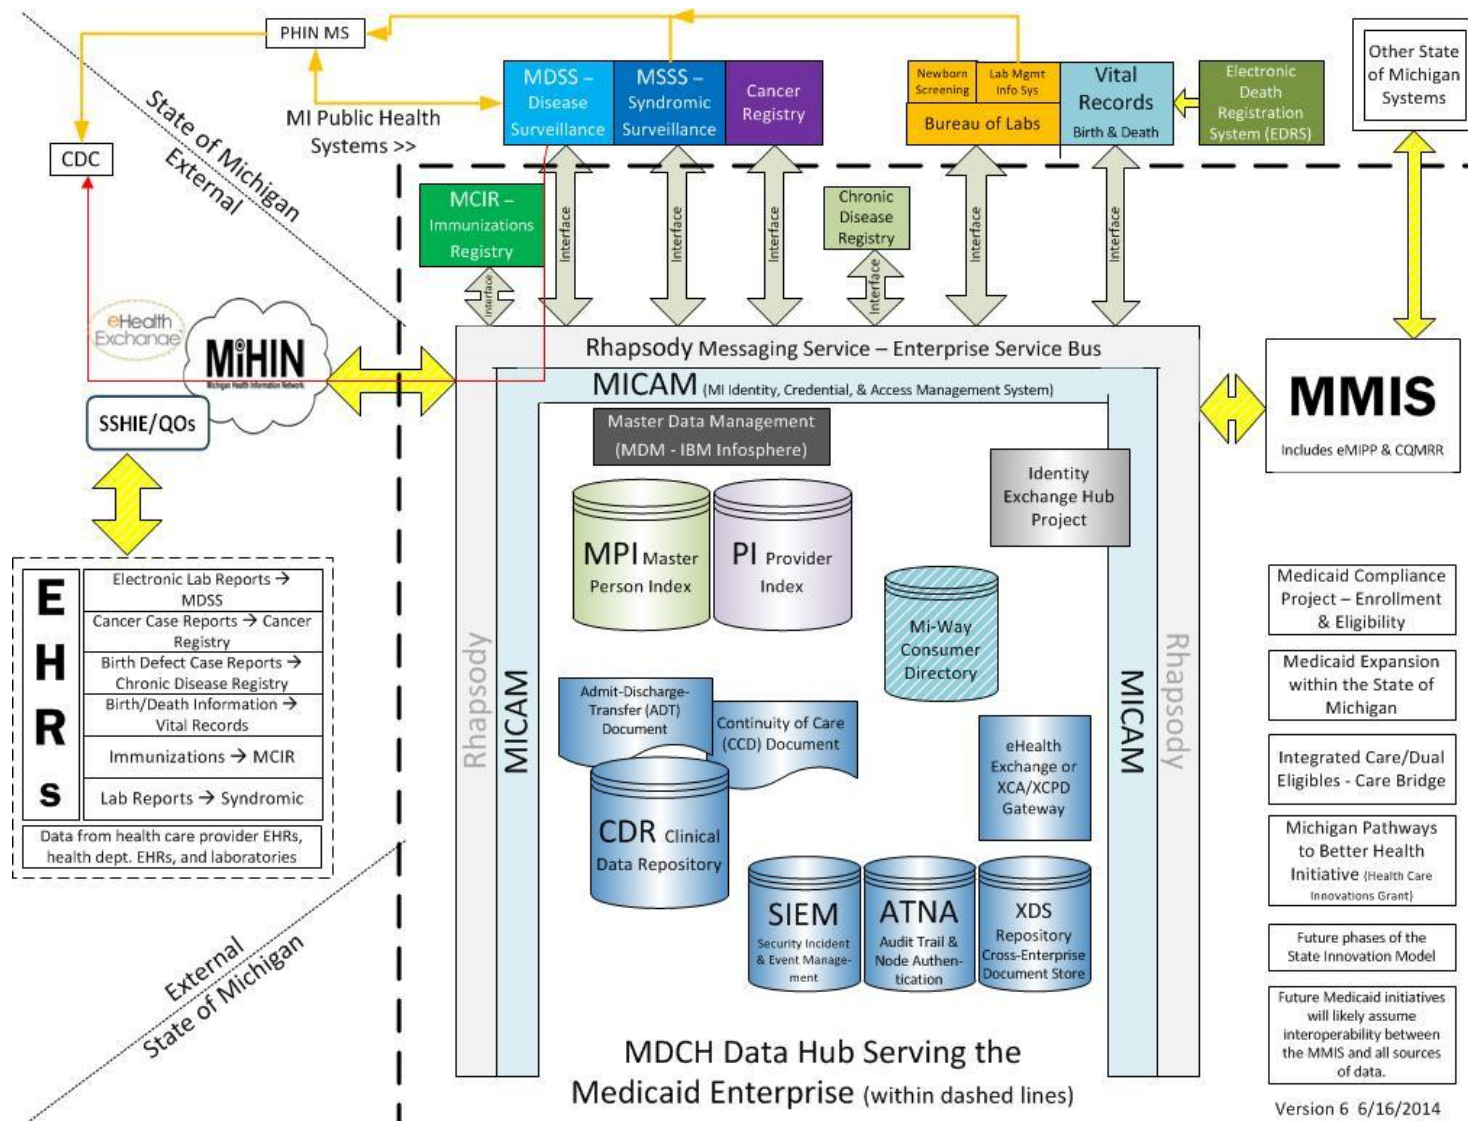 PHIN MS
State of Michigan
External
CDC
MI Public Health
Systems >>
MDSS –
Disease
Surveillance
MSSS –
Syndromic
Surveillance
Cancer
Registry
Newborn
Screening
Lab Mgmt
Info Sys
Bureau of Labs
Vital
Records
Birth & Death
Electronic
Death
Registration
System (EDRS)
Other State
of Michigan
Systems
MCIR –
Immunizations
Registry
Chronic
Disease
Registry
Interface
Interface
Interface
Interface
Interface
Interface
Interface
eHealth
Exchange
MiHIN
Michigan Health Information Network
SSHIE/QOs
Rhapsody Messaging Service – Enterprise Service Bus
MICAM (MI Identity, Credential, & Access Management System)
Master Data Management
(MDM - IBM Infosphere)
MMIS
Includes eMIPP & CQMRR
Identity
Exchange Hub
Project
MPI Master
Person Index
PI Provider
Index
Mi-Way
Consumer
Directory
Rhapsody
MICAM
MICAM
Rhapsody
EHRs
Electronic Lab Reports →
MDSS
Cancer Case Reports → Cancer
Registry
Birth Defect Case Reports →
Chronic Disease Registry
Birth/Death Information →
Vital Records
Immunizations → MCIR
Lab Reports → Syndromic
Data from health care provider EHRs,
health dept. EHRs, and laboratories
Admit-Discharge-
Transfer (ADT)
Document
Continuity of Care
(CCD) Document
eHealth
Exchange or
XCA/XCPD
Gateway
CDR Clinical
Data Repository
SIEM
Security Incident
& Event Manage-
ment
ATNA
Audit Trail &
Node Authen-
tication
XDS
Repository
Cross-Enterprise
Document Store
Medicaid Compliance
Project – Enrollment
& Eligibility
Medicaid Expansion
within the State of
Michigan
Integrated Care/Dual
Eligibles - Care Bridge
Michigan Pathways
to Better Health
Initiative (Health Care
Innovations Grant)
Future phases of the
State Innovation Model
Future Medicaid initiatives
will likely assume
interoperability between
the MMIS and all sources
of data.
External
State of Michigan
MDCH Data Hub Serving the
Medicaid Enterprise (within dashed lines)
Version 6 6/16/2014